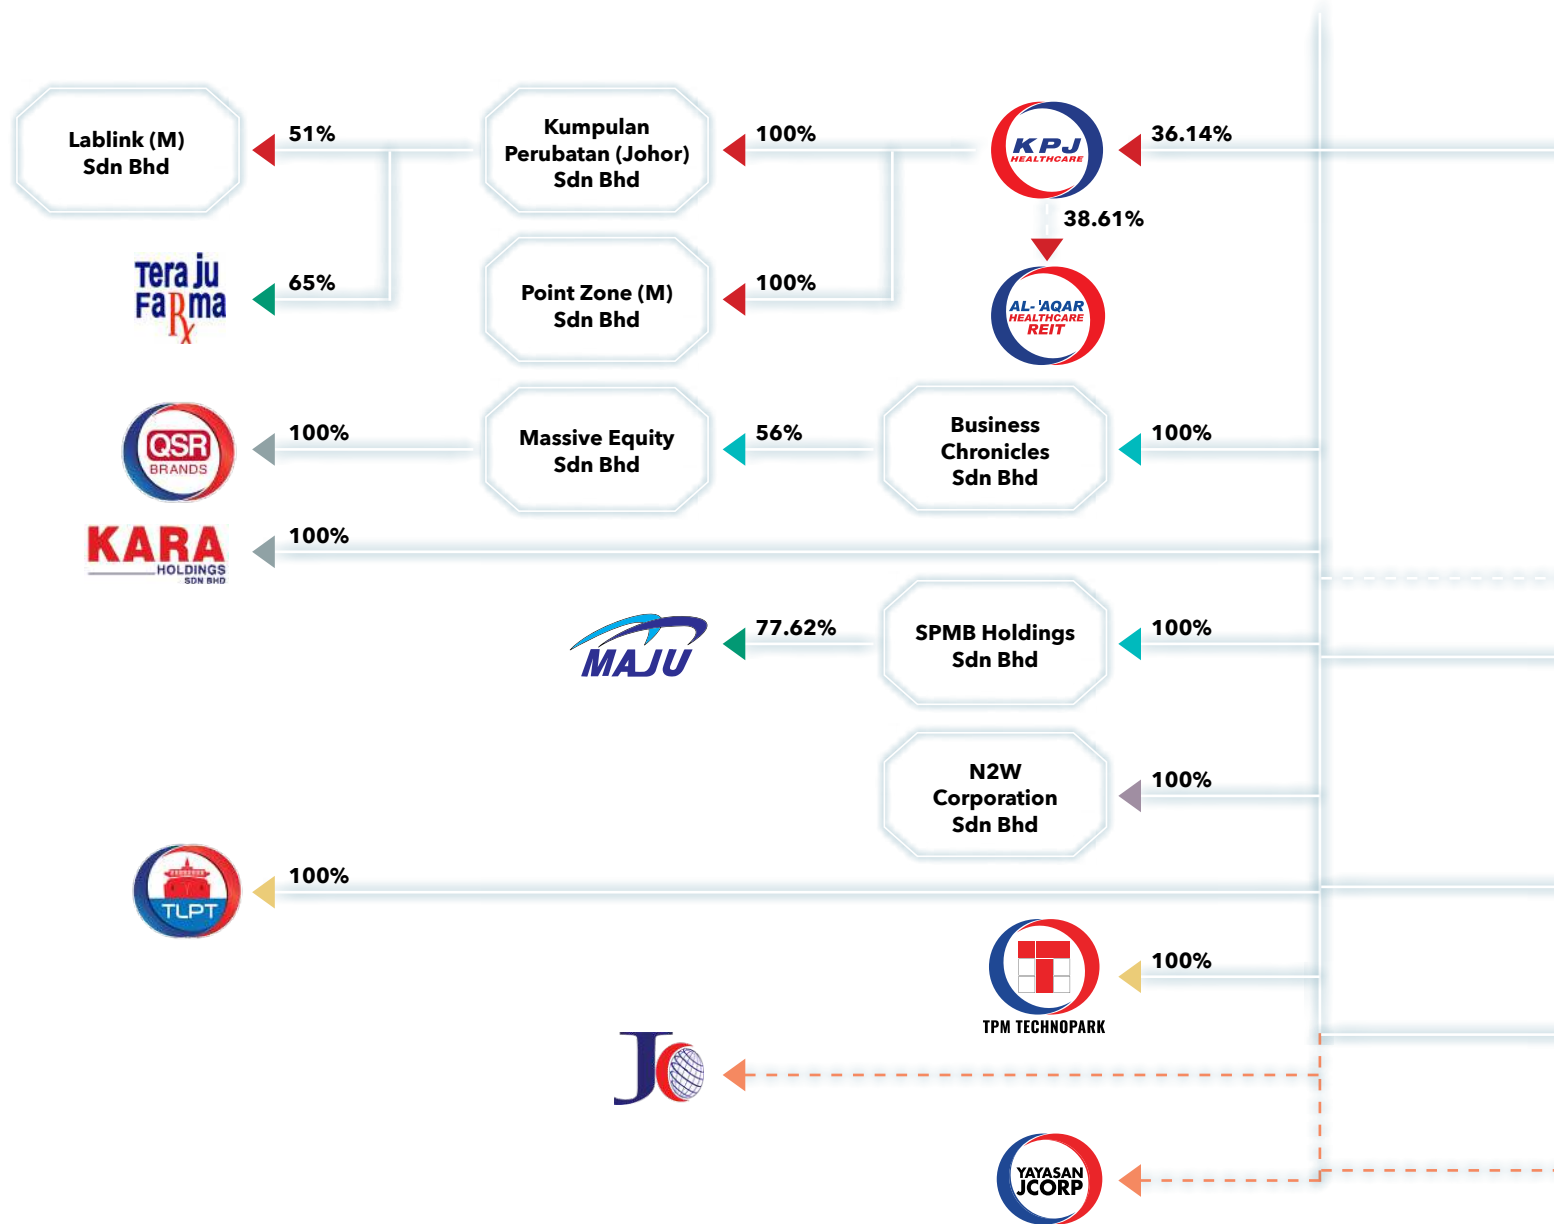 Lablink (M)
Sdn Bhd
51%
Kumpulan
Perubatan (Johor)
Sdn Bhd
100%
KPJ
HEALTHCARE
36.14%
38.61%
Tera ju
FaRma
x
65%
Point Zone (M)
Sdn Bhd
100%
AL-'AQAR
HEALTHCARE
REIT
QSR
BRANDS
100%
Massive Equity
Sdn Bhd
56%
Business
Chronicles
Sdn Bhd
100%
KARA
HOLDINGS
SDN BHD
100%
MAJU
77.62%
SPMB Holdings
Sdn Bhd
100%
N2W
Corporation
Sdn Bhd
100%
TLPT
100%
T
TPM TECHNOPARK
100%
JC
YAYASAN
JCORP